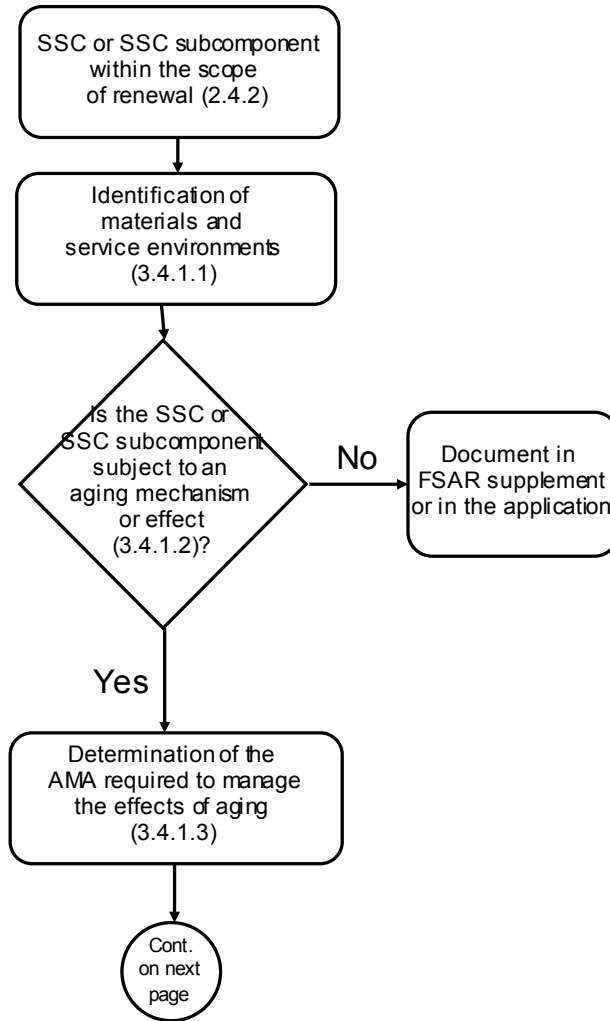 SSC or SSC subcomponent
within the scope
of renewal (2.4.2)
Identification of
materials and
service environments
(3.4.1.1)
Is the SSC or
SSC subcomponent
subject to an
aging mechanism
or effect
(3.4.1.2)?
No
Document in
FSAR supplement
or in the application
Yes
Determination of the
AMA required to manage
the effects of aging
(3.4.1.3)
Cont.
on next
page